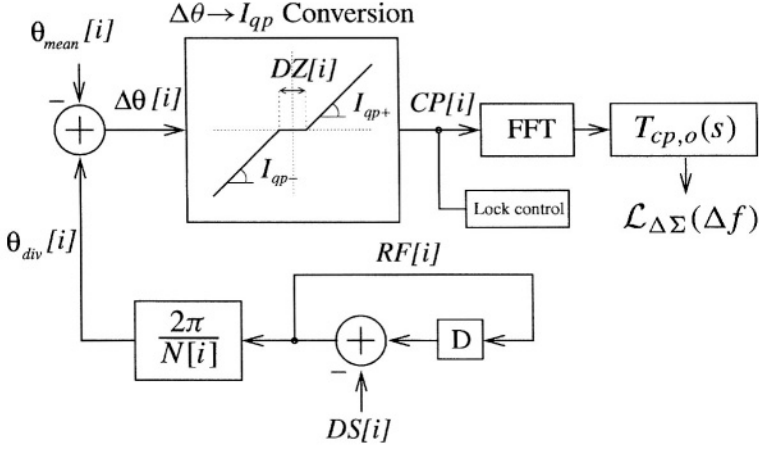 Δθ→I_qp Conversion
θ_mean[i]
DZ[i]
−
Δθ[i]
+
I_qp+
I_qp−
CP[i]
FFT
T_cp,o(s)
Lock control
ℒ_ΔΣ(Δf)
θ_div[i]
RF[i]
2π
N[i]
+
D
−
DS[i]